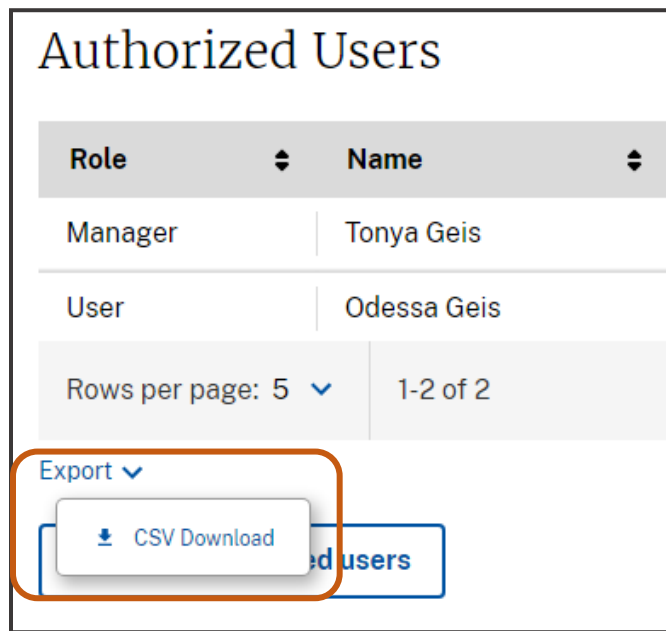 Authorized Users
Role Name
Manager Tonya Geis
User Odessa Geis
Rows per page: 5 1-2 of 2
Export
CSV Download
users